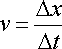 v = Δx / Δt